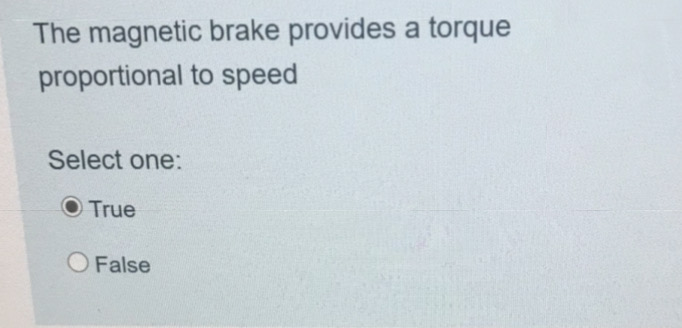 The magnetic brake provides a torque
proportional to speed
Select one:
True
False